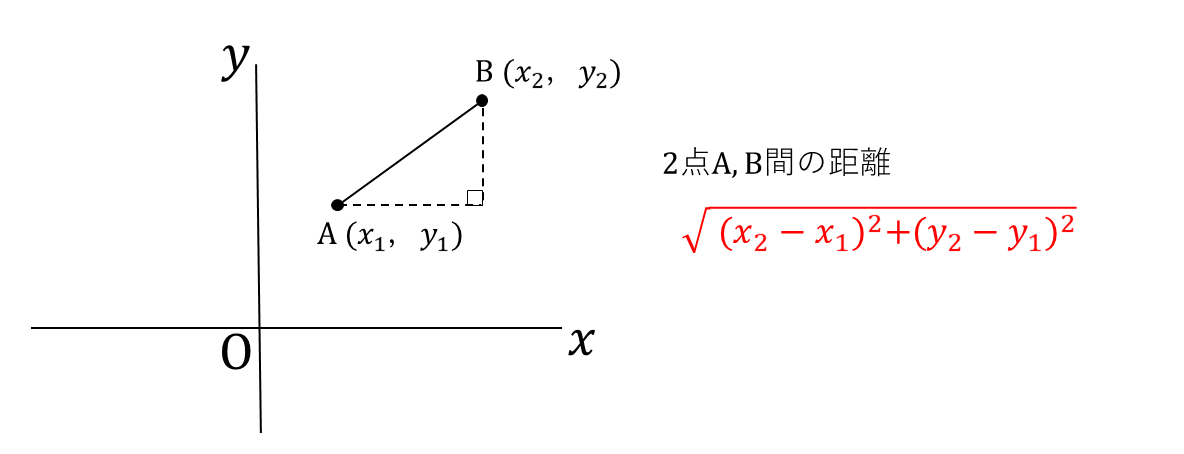 y
B (x₂, y₂)
A (x₁, y₁)
O
x
2点A, B間の距離
√(x₂ − x₁)²+(y₂ − y₁)²